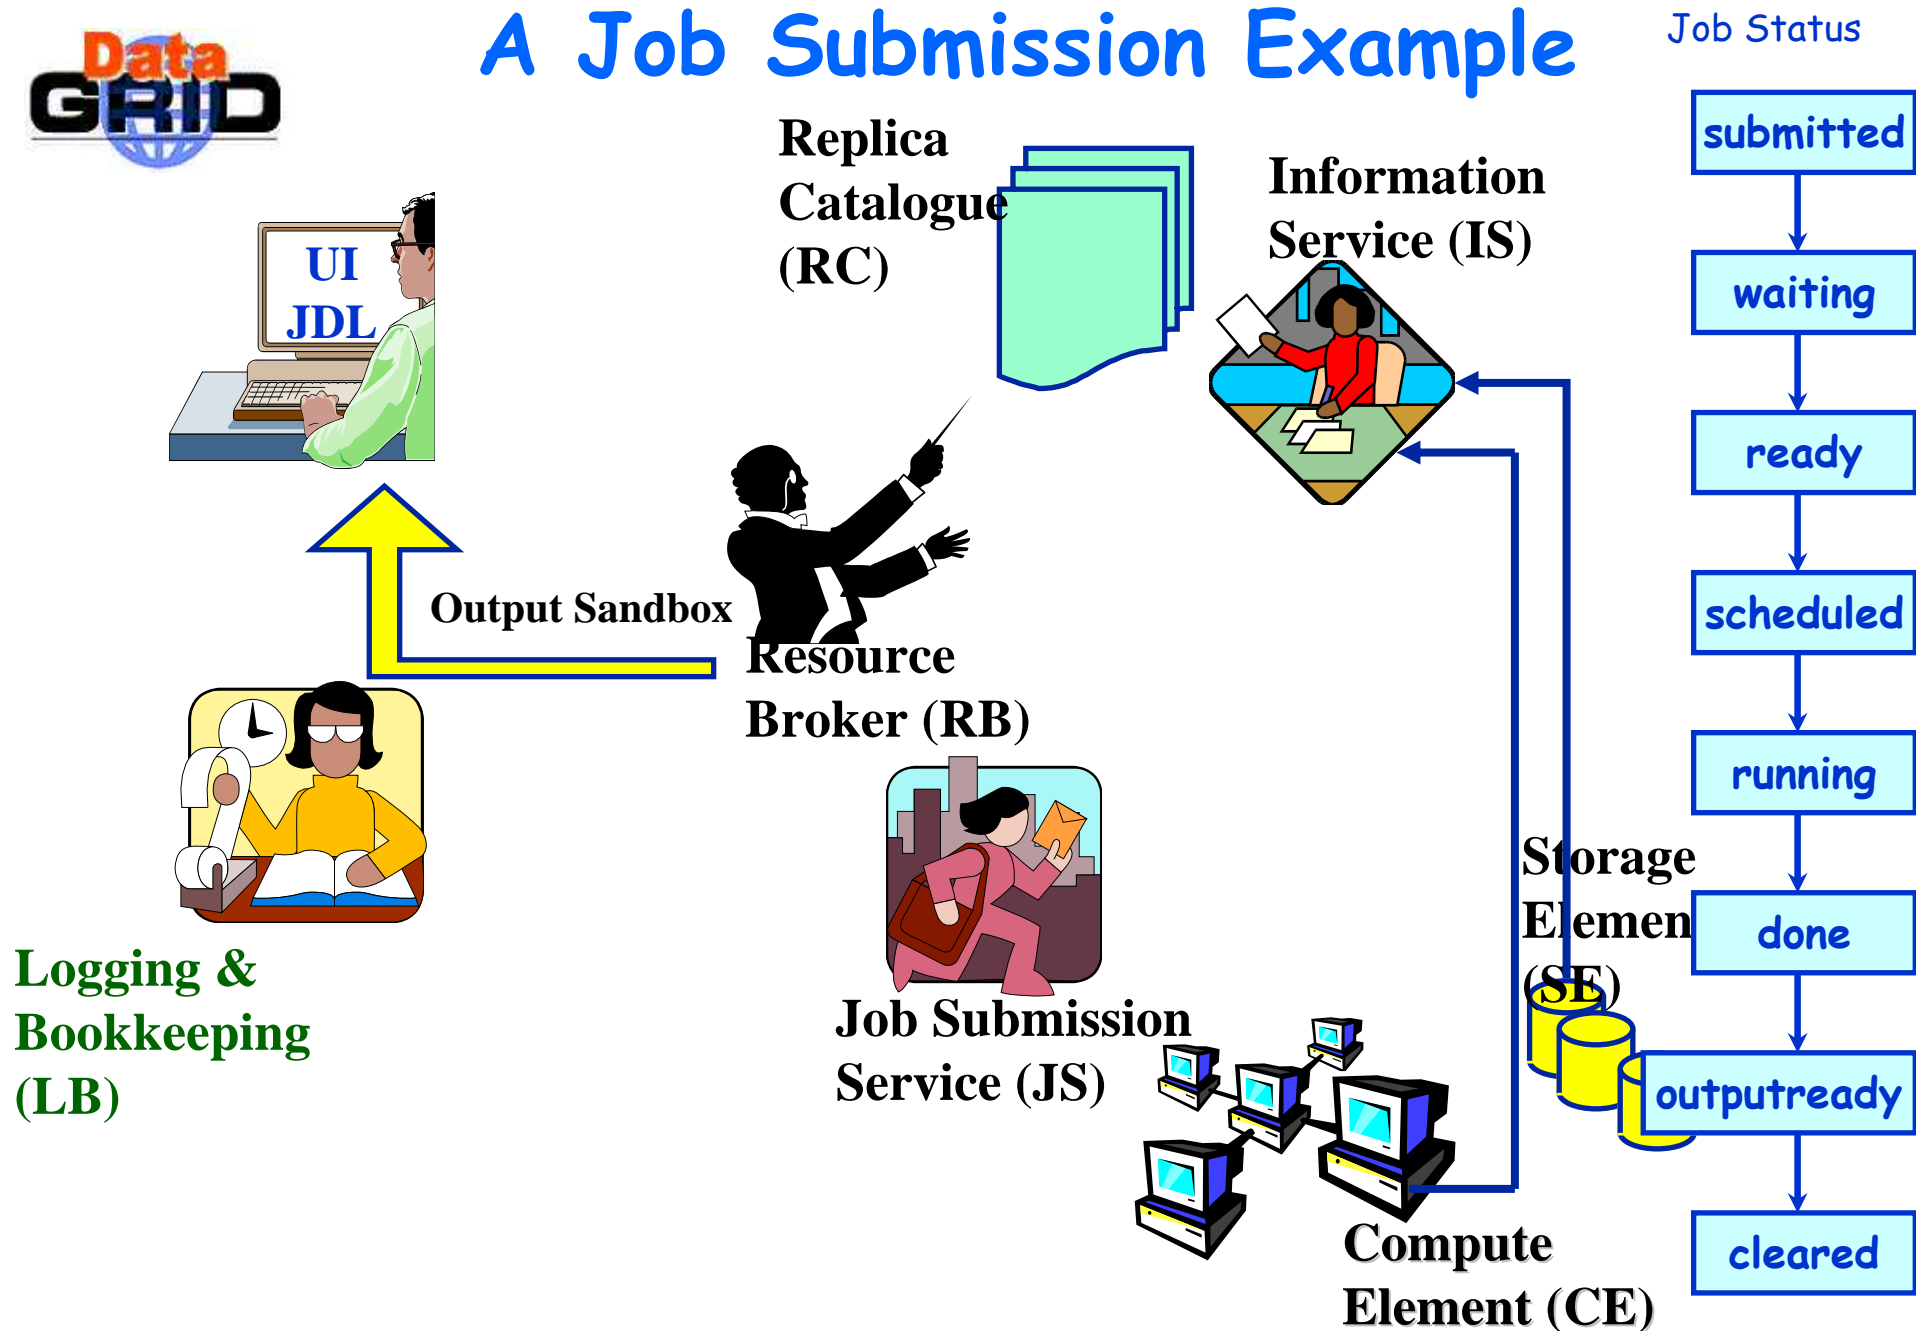 Data
GRID
A Job Submission Example
Job Status
Replica
Catalogue
(RC)
Information
Service (IS)
UI
JDL
Output Sandbox
Resource
Broker (RB)
Logging &
Bookkeeping
(LB)
Job Submission
Service (JS)
Storage
Elemen
(SE)
Compute
Element (CE)
submitted
waiting
ready
scheduled
running
done
outputready
cleared